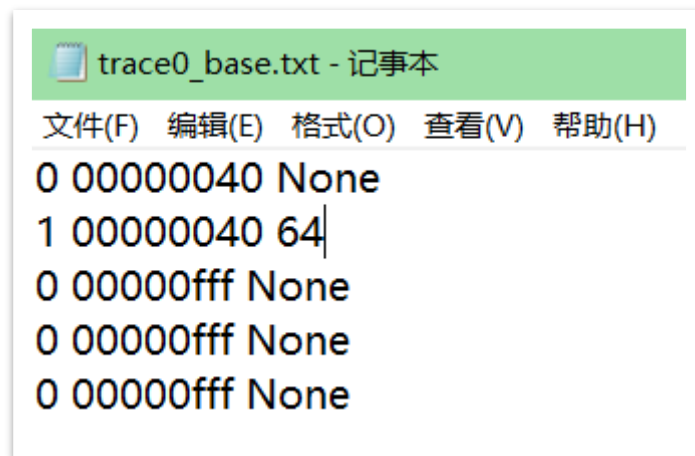 trace0_base.txt - 记事本
文件(F) 编辑(E) 格式(O) 查看(V) 帮助(H)
0 00000040 None
1 00000040 64
0 00000fff None
0 00000fff None
0 00000fff None